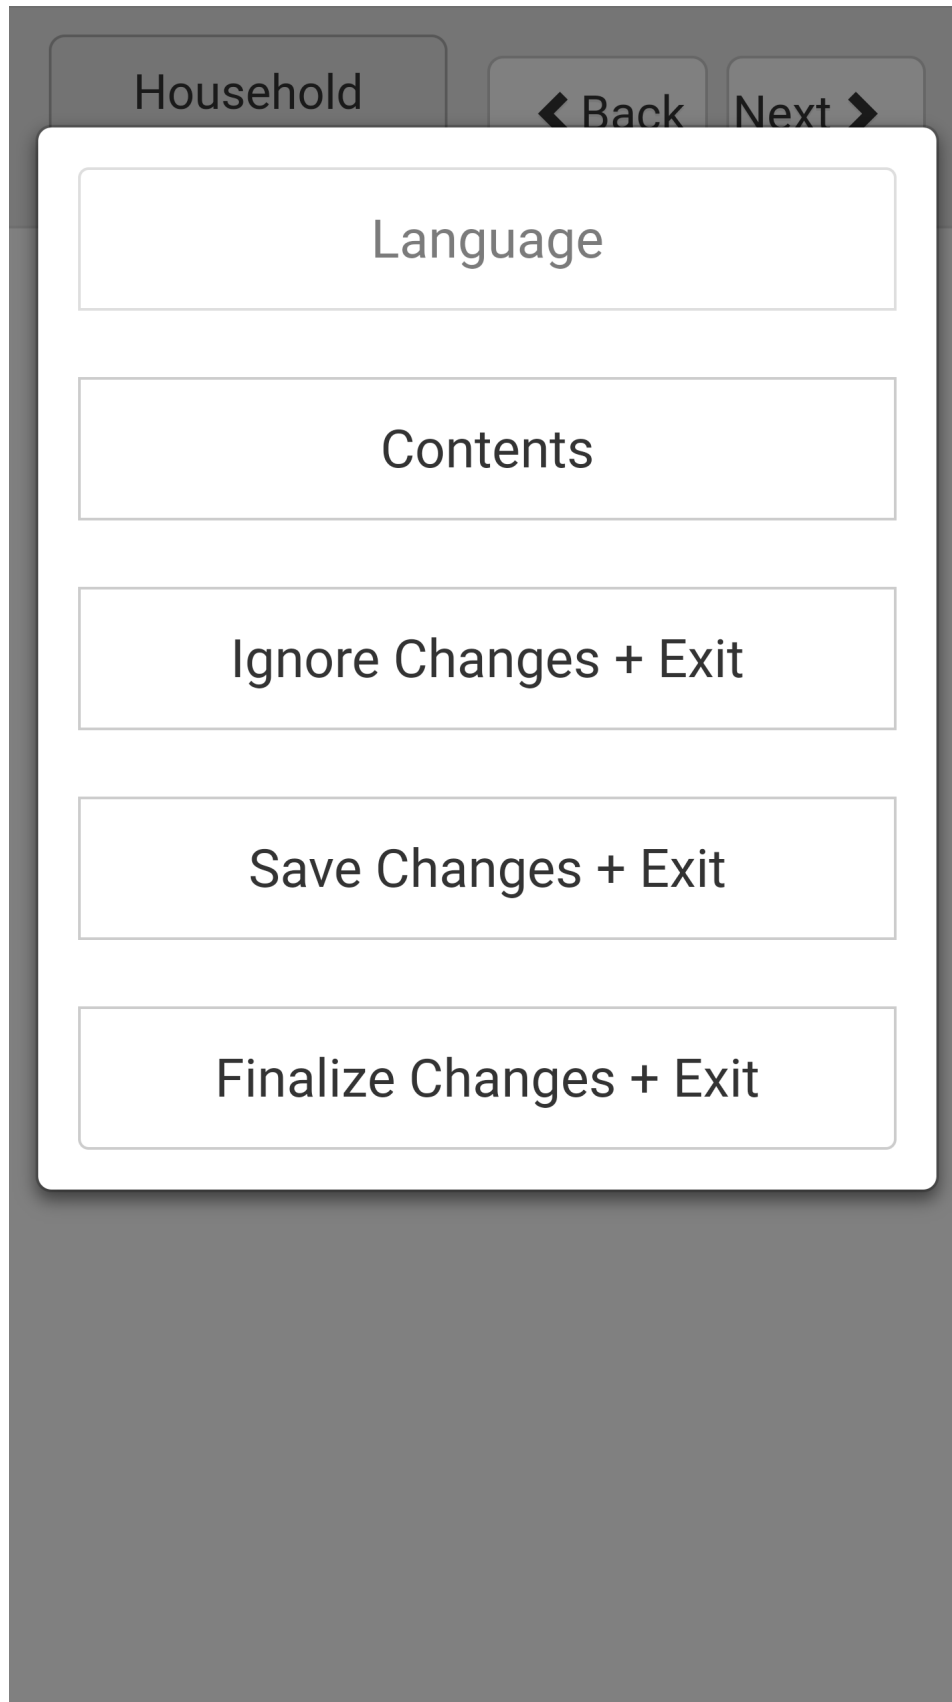 Household
Back Next
Language
Contents
Ignore Changes + Exit
Save Changes + Exit
Finalize Changes + Exit